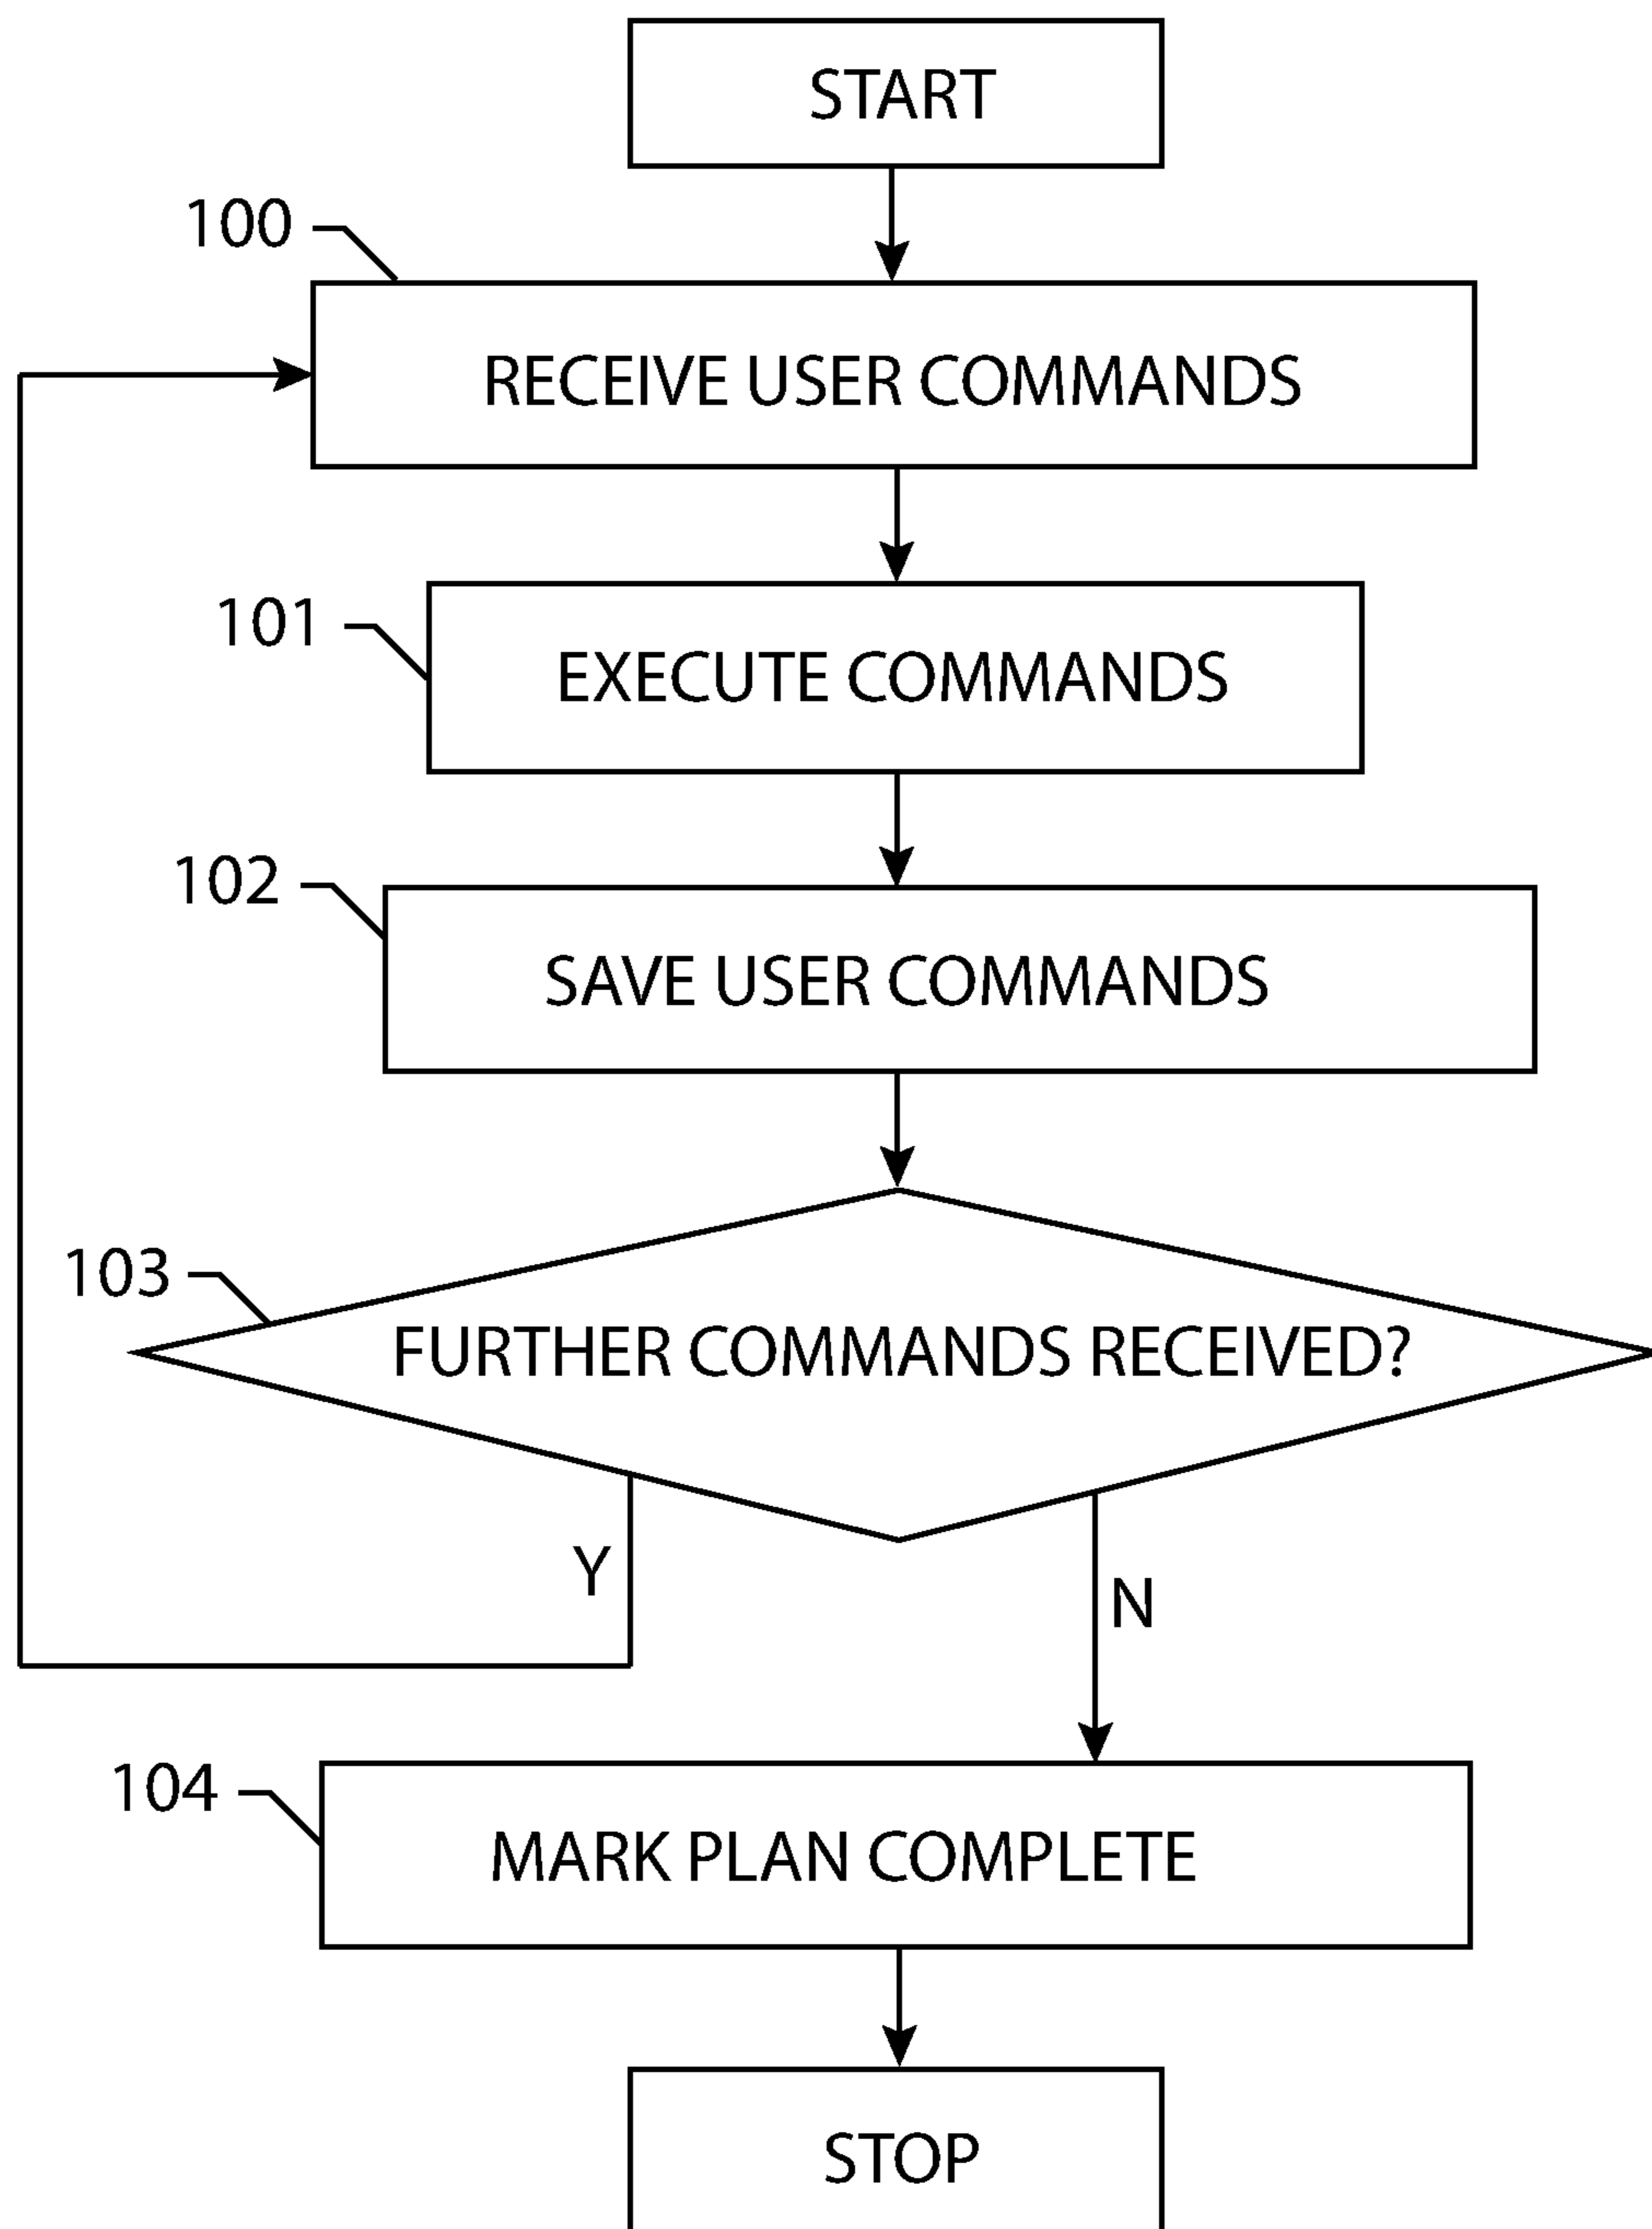 START
100
RECEIVE USER COMMANDS
101
EXECUTE COMMANDS
102
SAVE USER COMMANDS
103
FURTHER COMMANDS RECEIVED?
Y
N
104
MARK PLAN COMPLETE
STOP